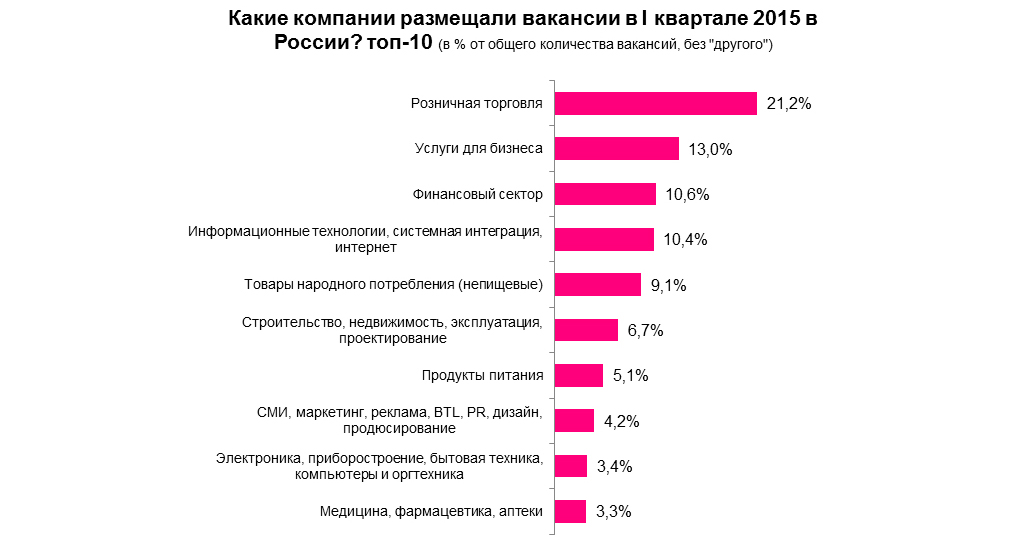 Какие компании размещали вакансии в I квартале 2015 в
России? топ-10 (в % от общего количества вакансий, без "другого")
Розничная торговля 21,2%
Услуги для бизнеса 13,0%
Финансовый сектор 10,6%
Информационные технологии, системная интеграция,
интернет 10,4%
Товары народного потребления (непищевые) 9,1%
Строительство, недвижимость, эксплуатация,
проектирование 6,7%
Продукты питания 5,1%
СМИ, маркетинг, реклама, BTL, PR, дизайн,
продюсирование 4,2%
Электроника, приборостроение, бытовая техника,
компьютеры и оргтехника 3,4%
Медицина, фармацевтика, аптеки 3,3%